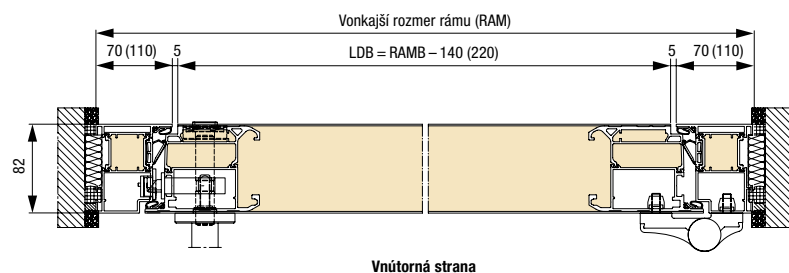 Vonkajší rozmer rámu (RAM)
70 (110) 5 LDB = RAMB – 140 (220) 5 70 (110)
82
Vnútorná strana